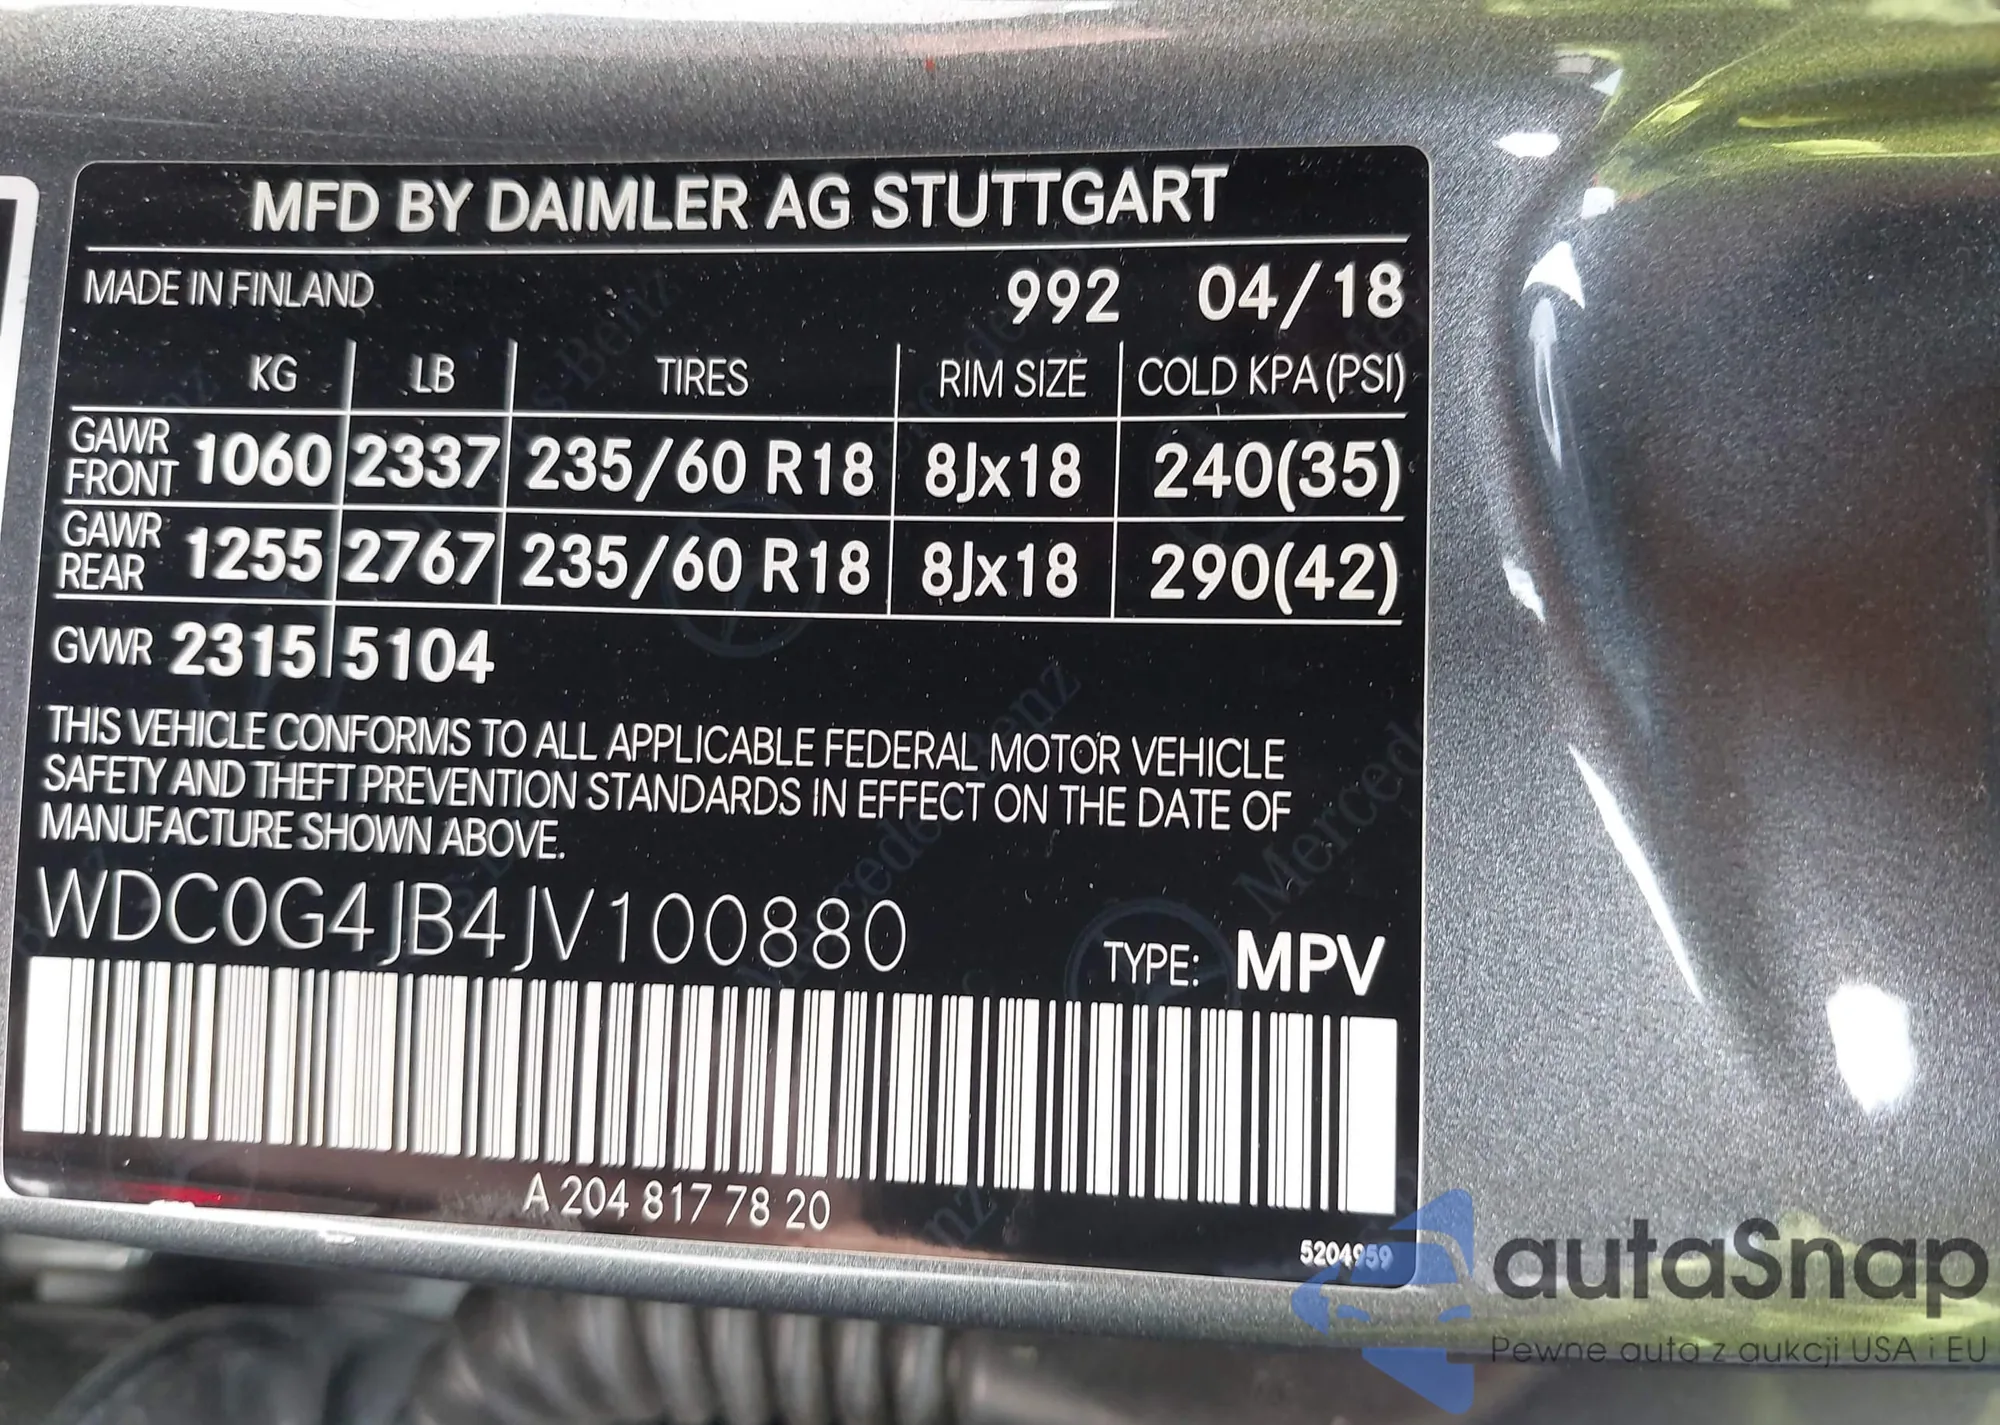 MFD BY DAIMLER AG STUTTGART
MADE IN FINLAND 992 04/18
KG LB TIRES RIM SIZE COLD KPA (PSI)
GAWR FRONT 1060 2337 235/60 R18 8Jx18 240(35)
GAWR REAR 1255 2767 235/60 R18 8Jx18 290(42)
GVWR 2315 5104
THIS VEHICLE CONFORMS TO ALL APPLICABLE FEDERAL MOTOR VEHICLE
SAFETY AND THEFT PREVENTION STANDARDS IN EFFECT ON THE DATE OF
MANUFACTURE SHOWN ABOVE.
WDC0G4JB4JV100880
TYPE: MPV
A 204 817 78 20
5204959
autaSnap
Pewne auta z aukcji USA i EU